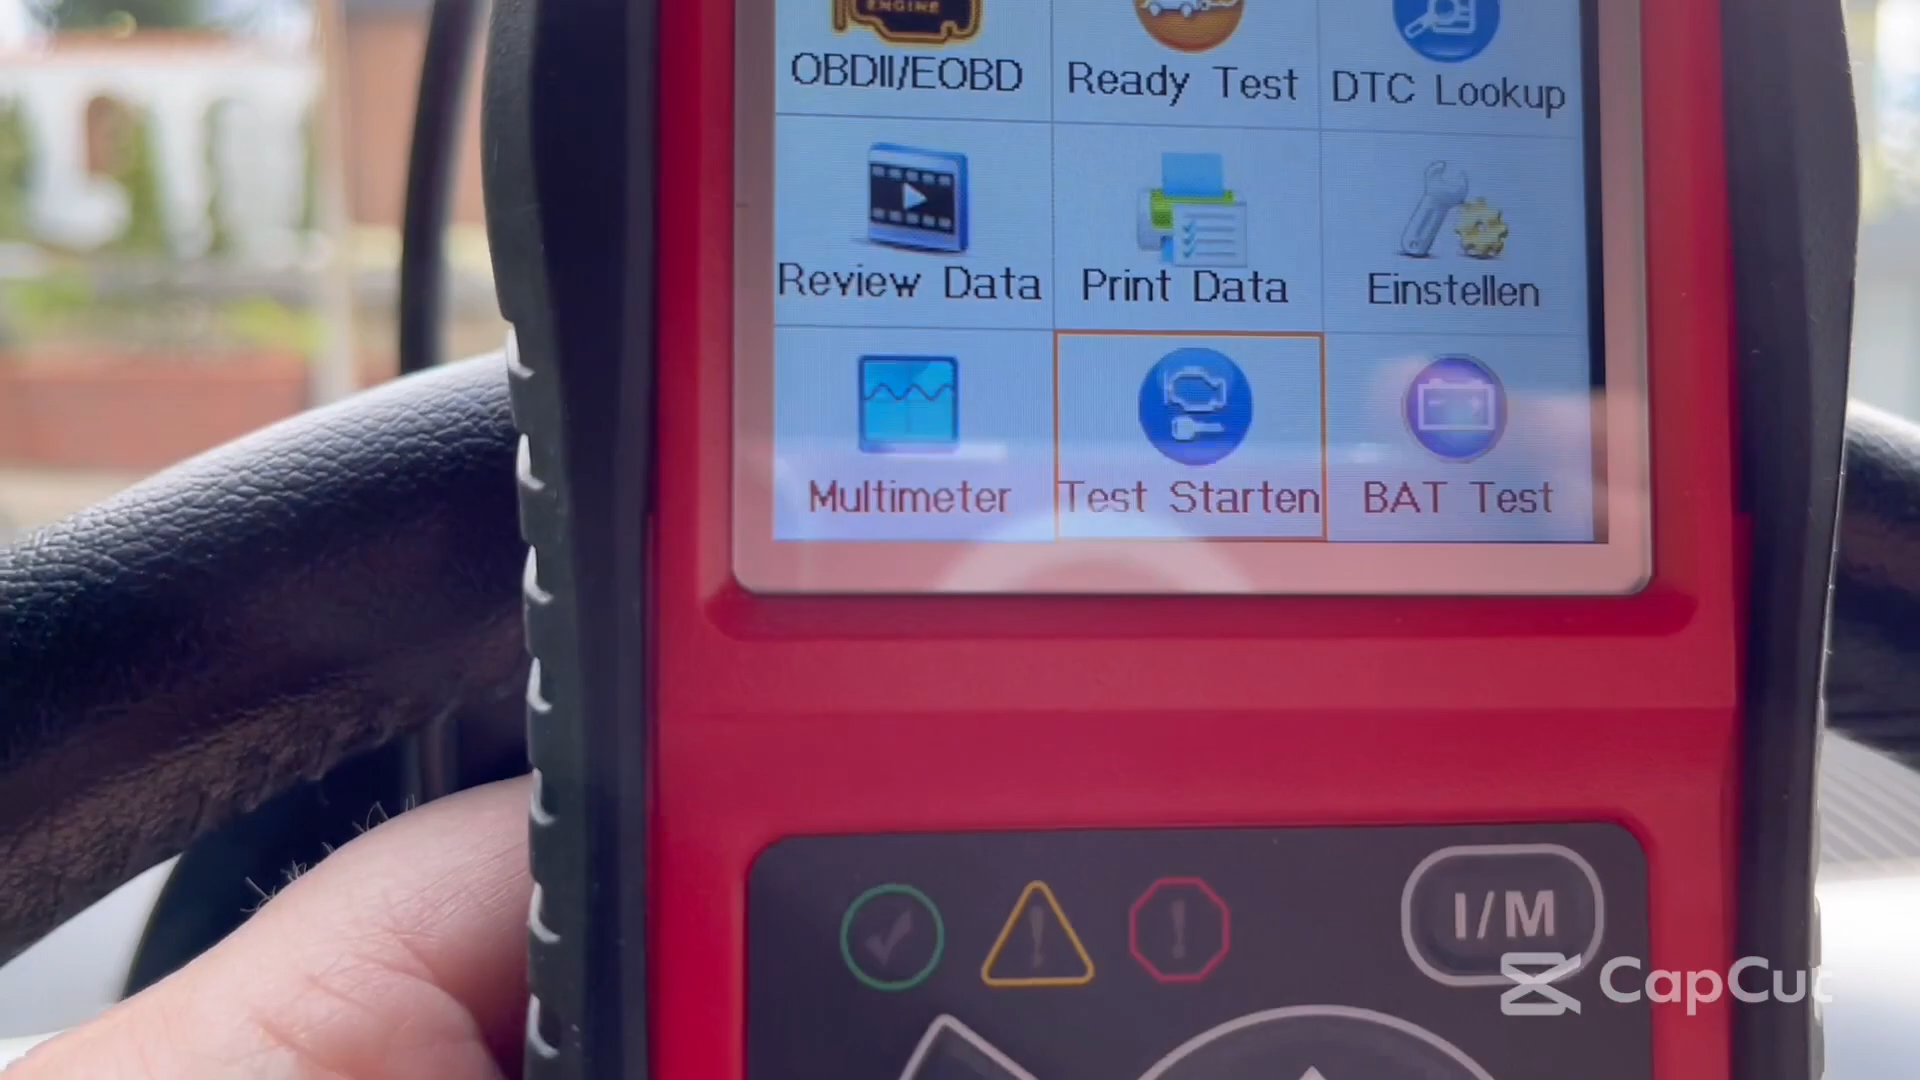 ENGINE
OBDII/EOBD
Ready Test
DTC Lookup
Review Data
Print Data
Einstellen
Multimeter
Test Starten
BAT Test
I/M
CapCut